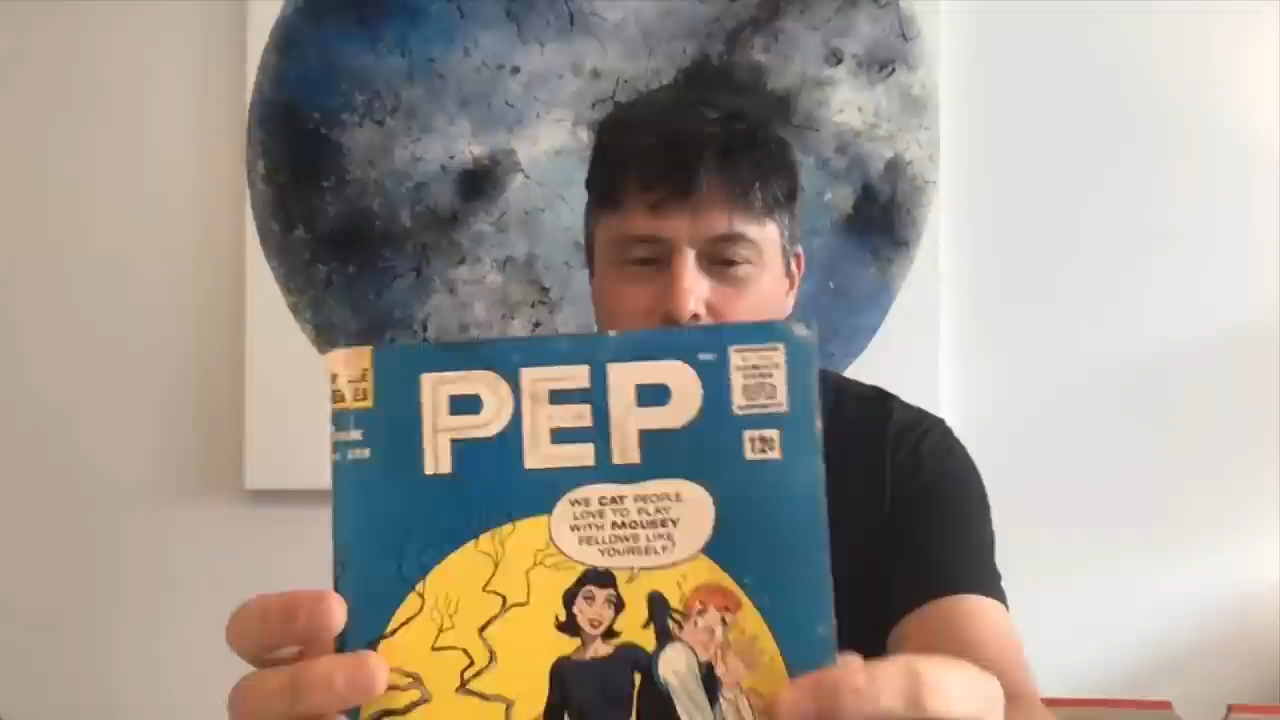 PEP
12¢
WE CAT PEOPLE
LOVE TO PLAY
WITH MOUSEY
FELLOWS LIKE
YOURSELF!